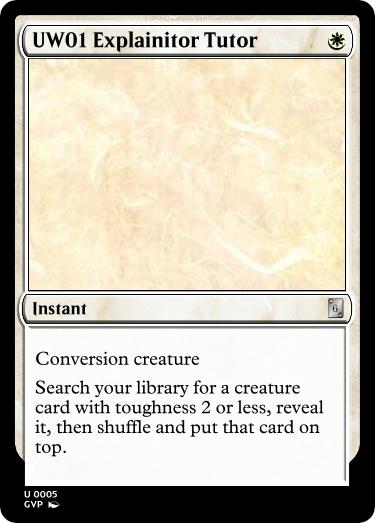 UW01 Explainitor Tutor
Instant
6
Conversion creature
Search your library for a creature
card with toughness 2 or less, reveal
it, then shuffle and put that card on
top.
U 0005
GVP